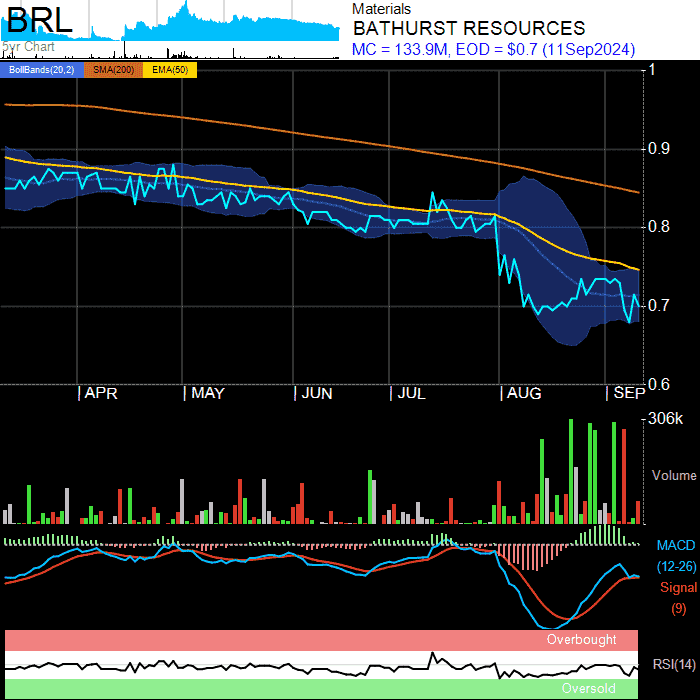 BRL
5yr Chart
Materials
BATHURST RESOURCES
MC = 133.9M, EOD = $0.7 (11Sep2024)
BollBands(20,2) SMA(200) EMA(50)
1
0.9
0.8
0.7
0.6
APR MAY JUN JUL AUG SEP
306k
Volume
MACD
(12-26)
Signal
(9)
Overbought
RSI(14)
Oversold